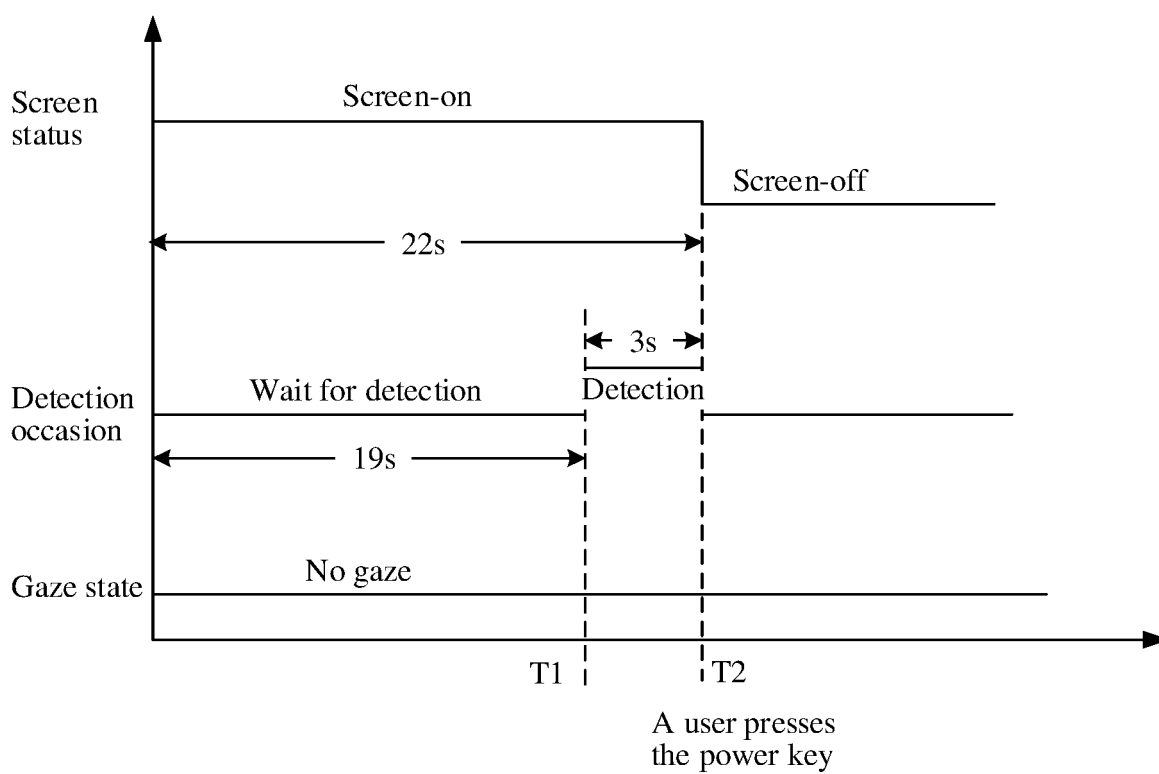 Screen-on
Screen
status
Screen-off
22s
3s
Wait for detection
Detection
Detection
occasion
19s
No gaze
Gaze state
T1
T2
A user presses
the power key